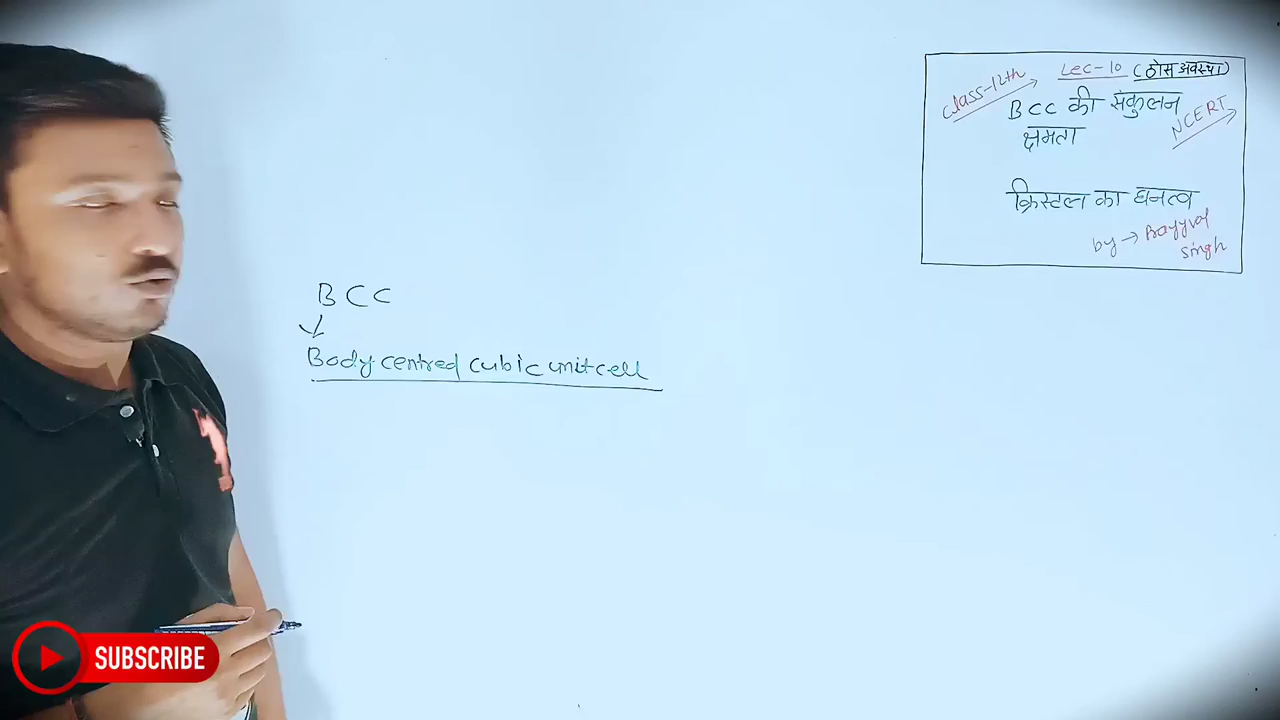 Class-12th
Lec-10 (ठोस अवस्था)
BCC की संकुलन
क्षमता
NCERT
क्रिस्टल का घनत्व
by → 
Singh
BCC
Body centred cubic unit cell
SUBSCRIBE